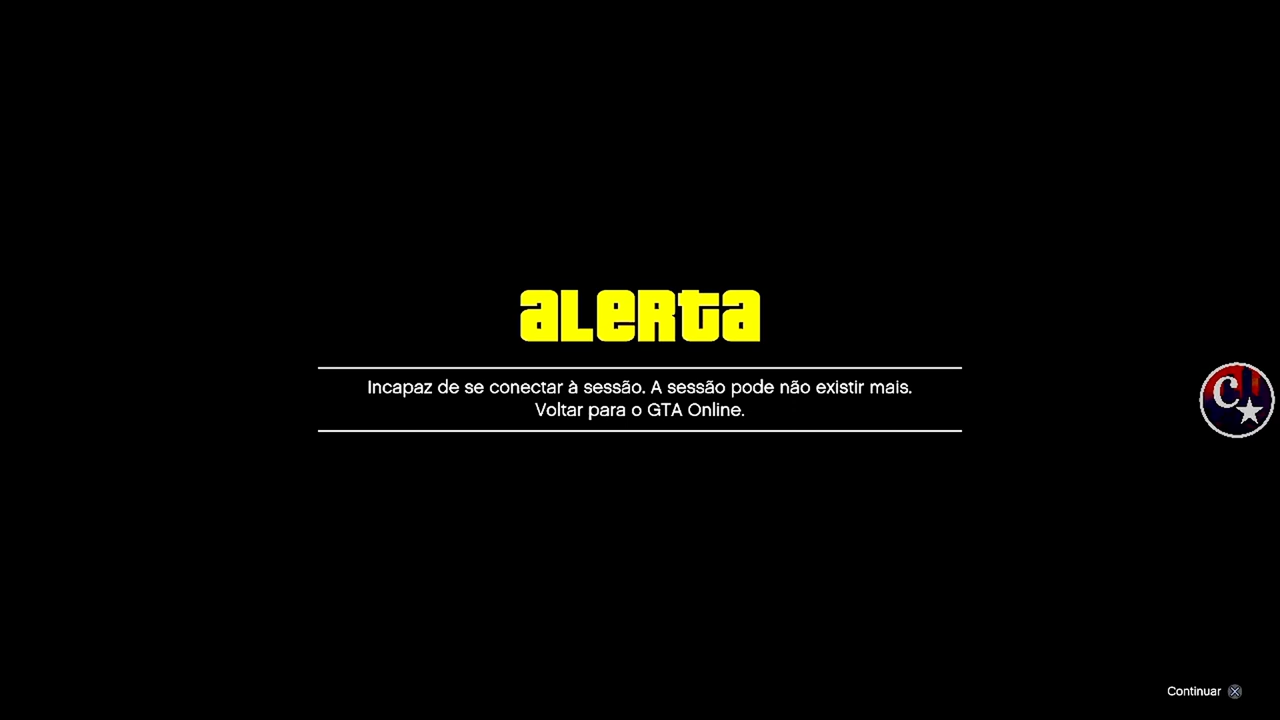 alerta
Incapaz de se conectar à sessão. A sessão pode não existir mais.
Voltar para o GTA Online.
C
Continuar